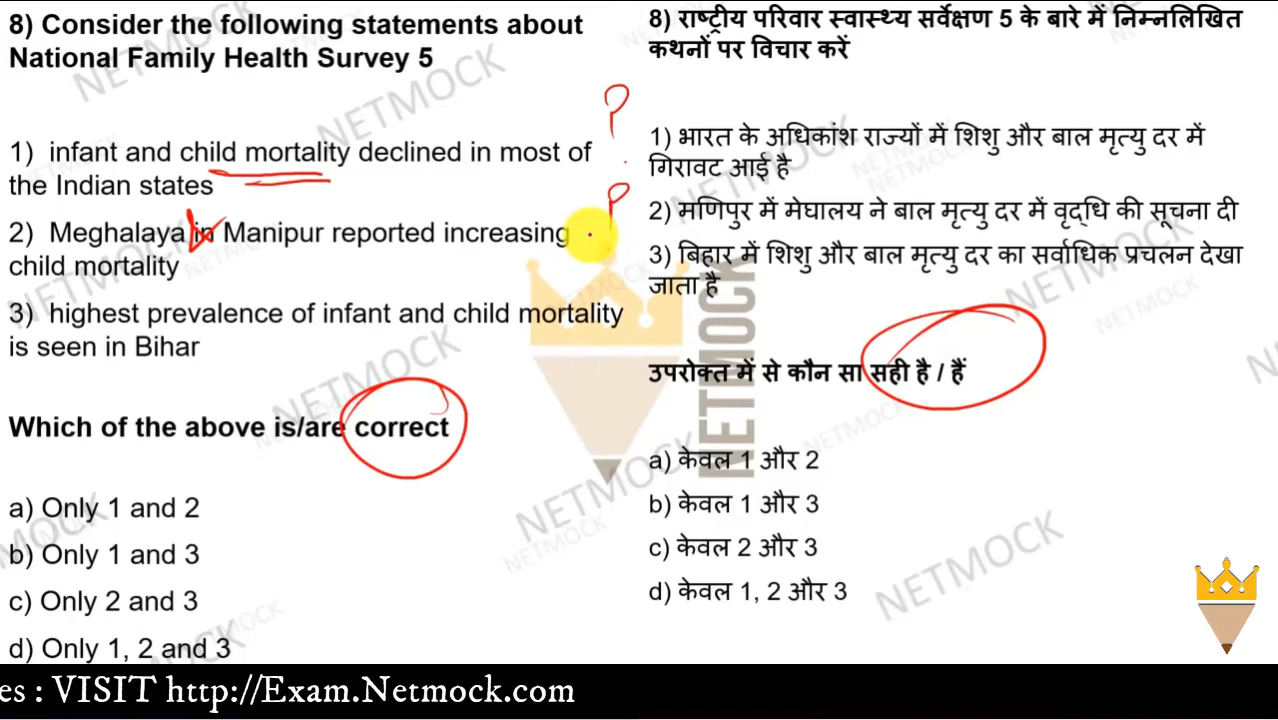 8) Consider the following statements about
National Family Health Survey 5
1) infant and child mortality declined in most of
the Indian states
2) Meghalaya in Manipur reported increasing
child mortality
3) highest prevalence of infant and child mortality
is seen in Bihar
Which of the above is/are correct
a) Only 1 and 2
b) Only 1 and 3
c) Only 2 and 3
d) Only 1, 2 and 3
8) राष्ट्रीय परिवार स्वास्थ्य सर्वेक्षण 5 के बारे में निम्नलिखित
कथनों पर विचार करें
1) भारत के अधिकांश राज्यों में शिशु और बाल मृत्यु दर में
गिरावट आई है
2) मणिपुर में मेघालय ने बाल मृत्यु दर में वृद्धि की सूचना दी
3) बिहार में शिशु और बाल मृत्यु दर का सर्वाधिक प्रचलन देखा
जाता है
उपरोक्त में से कौन सा सही है / हैं
a) केवल 1 और 2
b) केवल 1 और 3
c) केवल 2 और 3
d) केवल 1, 2 और 3
? 
?
NETMOCK
es : VISIT http://Exam.Netmock.com